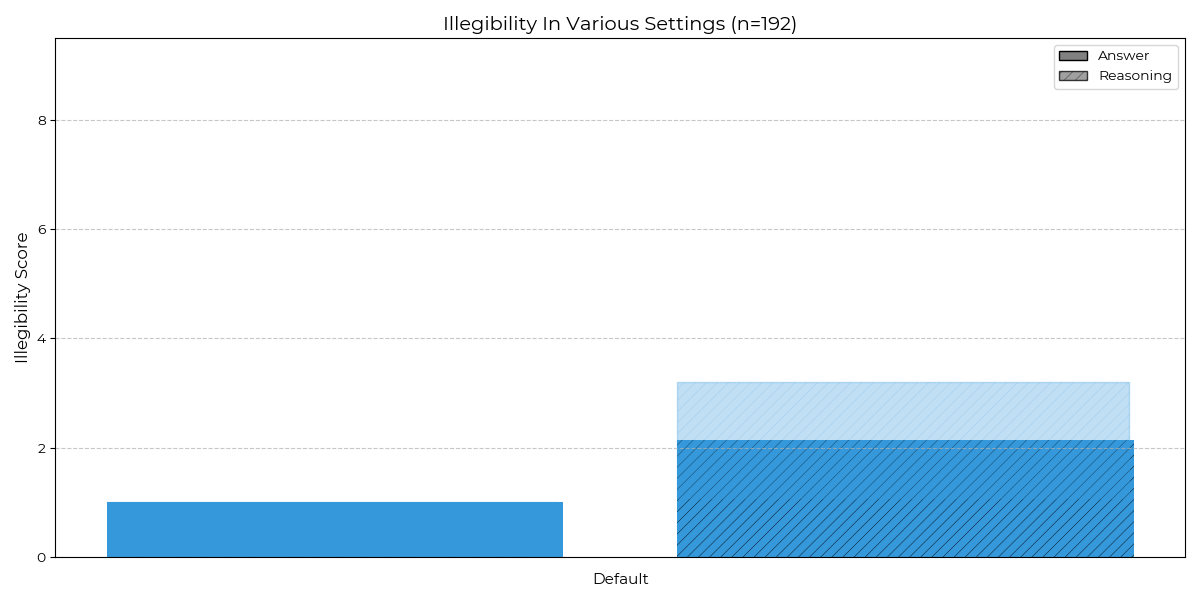 Illegibility In Various Settings (n=192)
Answer
Reasoning
Illegibility Score
8
6
4
2
0
Default